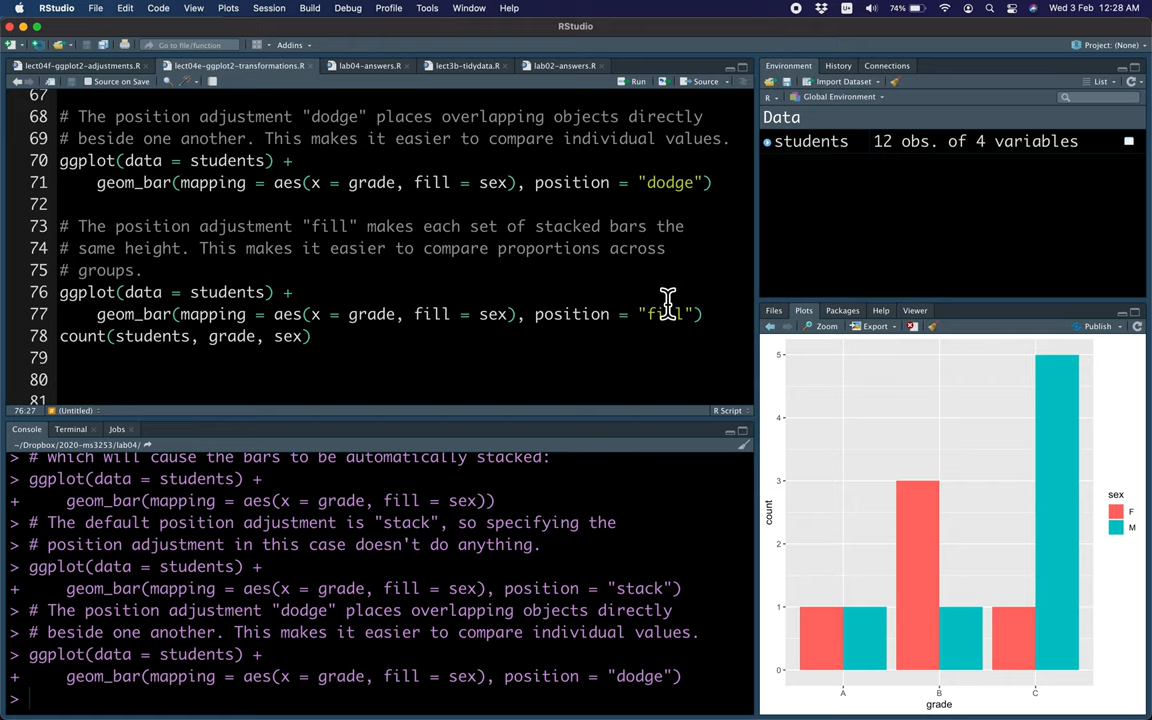 RStudio File Edit Code View Plots Session Build Debug Profile Tools Window Help 74% Wed 3 Feb 12:28 AM
RStudio
Go to file/function Addins Project: (None)
lect04f-ggplot2-adjustments.R lect04e-ggplot2-transformations.R lab04-answers.R lect3b-tidydata.R lab02-answers.R
Source on Save Run Source
67
68 # The position adjustment "dodge" places overlapping objects directly
69 # beside one another. This makes it easier to compare individual values.
70 ggplot(data = students) +
71 geom_bar(mapping = aes(x = grade, fill = sex), position = "dodge")
72
73 # The position adjustment "fill" makes each set of stacked bars the
74 # same height. This makes it easier to compare proportions across
75 # groups.
76 ggplot(data = students) +
77 geom_bar(mapping = aes(x = grade, fill = sex), position = "fill")
78 count(students, grade, sex)
79
80
81
76:27 (Untitled) R Script
Console Terminal Jobs
~/Dropbox/2020-ms3253/lab04/
> # which will cause the bars to be automatically stacked:
> ggplot(data = students) +
+ geom_bar(mapping = aes(x = grade, fill = sex))
> # The default position adjustment is "stack", so specifying the
> # position adjustment in this case doesn't do anything.
> ggplot(data = students) +
+ geom_bar(mapping = aes(x = grade, fill = sex), position = "stack")
> # The position adjustment "dodge" places overlapping objects directly
> # beside one another. This makes it easier to compare individual values.
> ggplot(data = students) +
+ geom_bar(mapping = aes(x = grade, fill = sex), position = "dodge")
>
Environment History Connections
Import Dataset List
R Global Environment
Data
students 12 obs. of 4 variables
Files Plots Packages Help Viewer
Zoom Export Publish
5
4
3
2
1
0
count
A B C
grade
sex
F
M